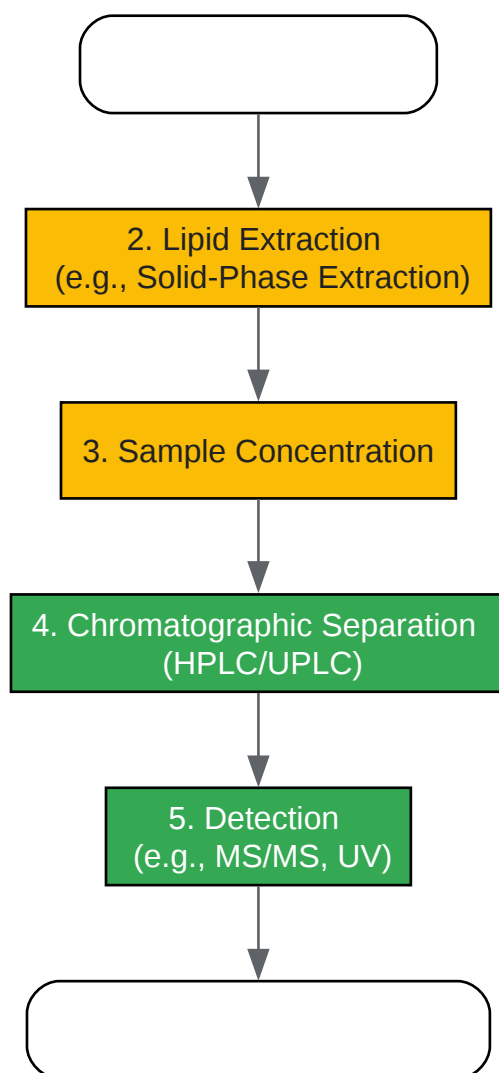 2. Lipid Extraction
(e.g., Solid-Phase Extraction)
3. Sample Concentration
4. Chromatographic Separation
(HPLC/UPLC)
5. Detection
(e.g., MS/MS, UV)